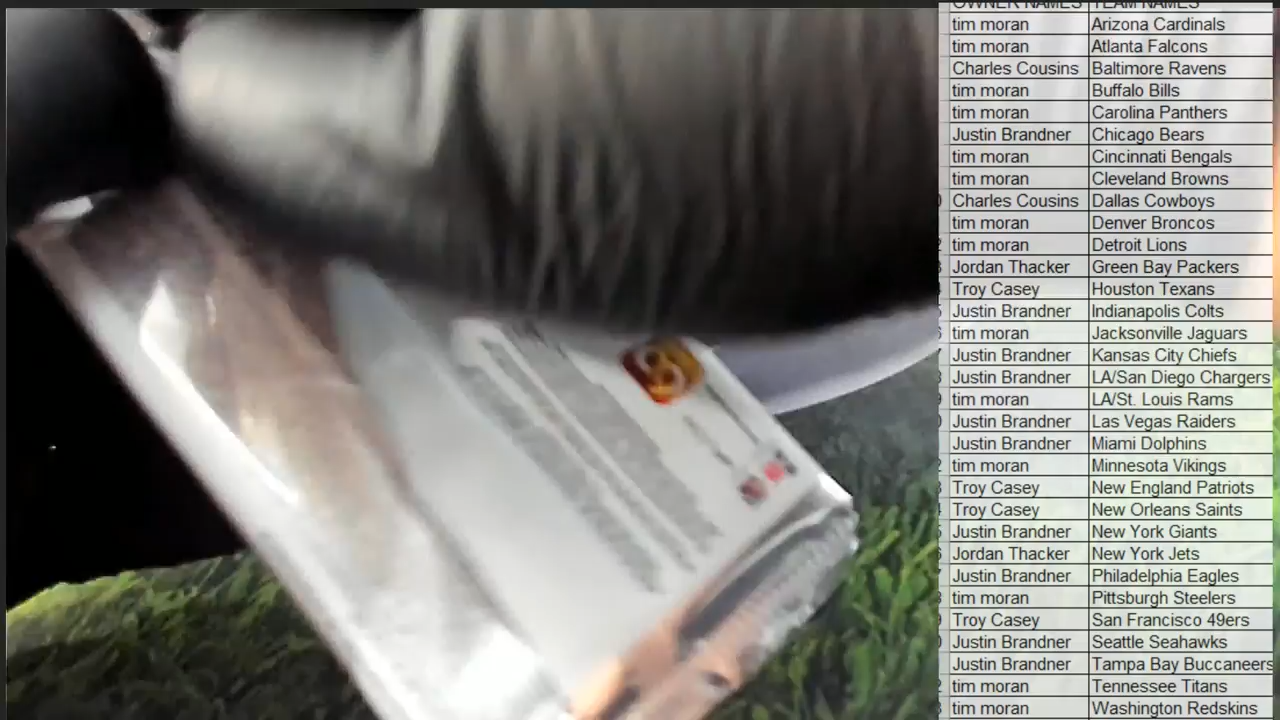 OWNER NAMES TEAM NAMES
tim moran Arizona Cardinals
tim moran Atlanta Falcons
Charles Cousins Baltimore Ravens
tim moran Buffalo Bills
tim moran Carolina Panthers
Justin Brandner Chicago Bears
tim moran Cincinnati Bengals
tim moran Cleveland Browns
Charles Cousins Dallas Cowboys
tim moran Denver Broncos
tim moran Detroit Lions
Jordan Thacker Green Bay Packers
Troy Casey Houston Texans
Justin Brandner Indianapolis Colts
tim moran Jacksonville Jaguars
Justin Brandner Kansas City Chiefs
Justin Brandner LA/San Diego Chargers
tim moran LA/St. Louis Rams
Justin Brandner Las Vegas Raiders
Justin Brandner Miami Dolphins
tim moran Minnesota Vikings
Troy Casey New England Patriots
Troy Casey New Orleans Saints
Justin Brandner New York Giants
Jordan Thacker New York Jets
Justin Brandner Philadelphia Eagles
tim moran Pittsburgh Steelers
Troy Casey San Francisco 49ers
Justin Brandner Seattle Seahawks
Justin Brandner Tampa Bay Buccaneers
tim moran Tennessee Titans
tim moran Washington Redskins